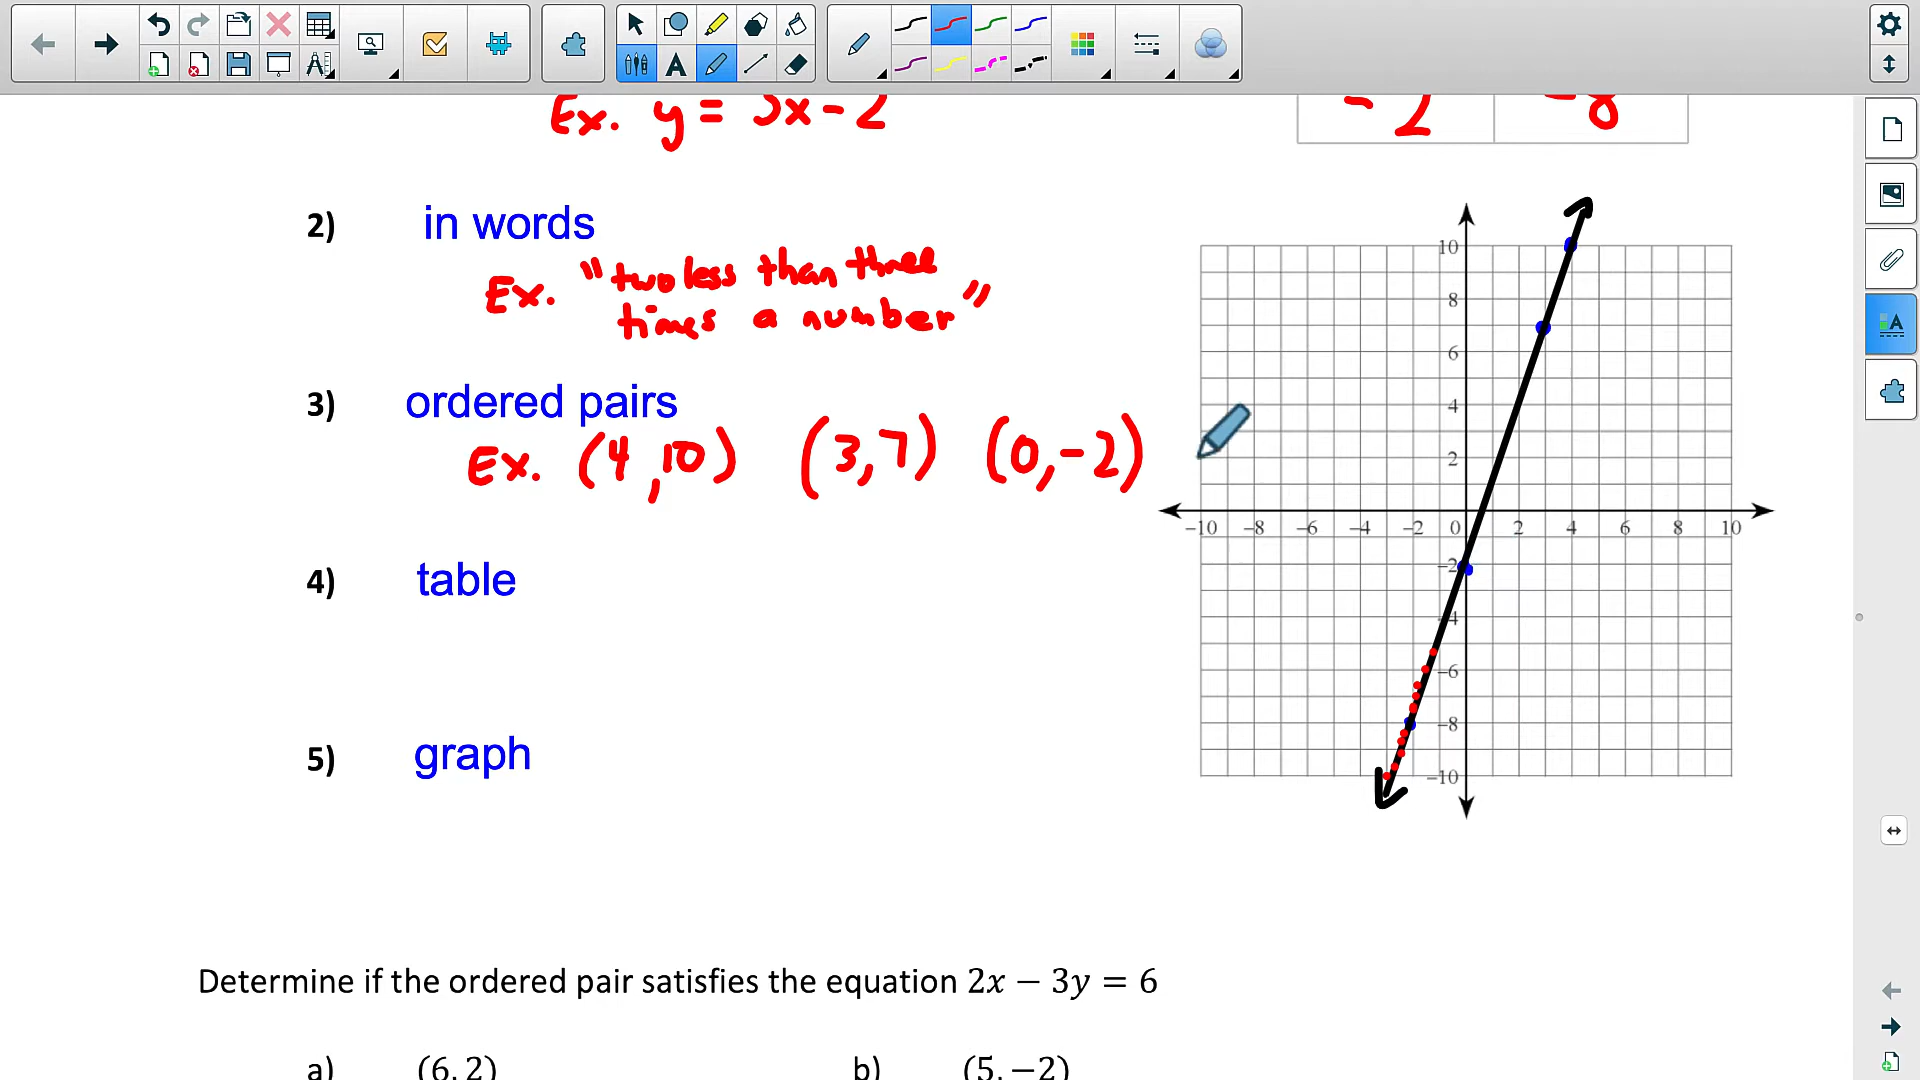 Ex. y = 3x - 2
-2 -8
2) in words
Ex. "two less than three
times a number"
3) ordered pairs
Ex. (4,10) (3,7) (0,-2)
4) table
5) graph
10
8
6
4
2
-10 -8 -6 -4 -2 0 2 4 6 8 10
-2
-4
-6
-8
-10
Determine if the ordered pair satisfies the equation 2x − 3y = 6
a) (6,2) b) (5,−2)